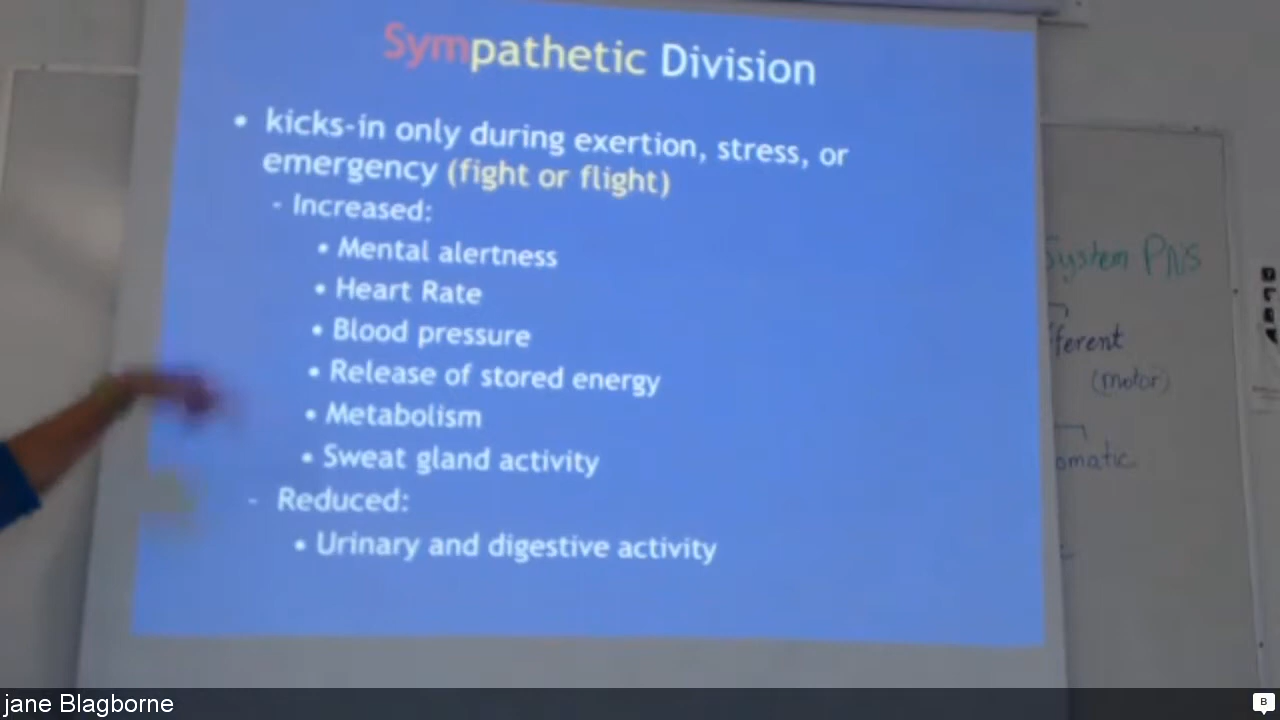 Sympathetic Division
• kicks-in only during exertion, stress, or
emergency (fight or flight)
- Increased:
• Mental alertness
• Heart Rate
• Blood pressure
• Release of stored energy
• Metabolism
• Sweat gland activity
- Reduced:
• Urinary and digestive activity
System PNS
fferent
(motor)
omatic
jane Blagborne
B